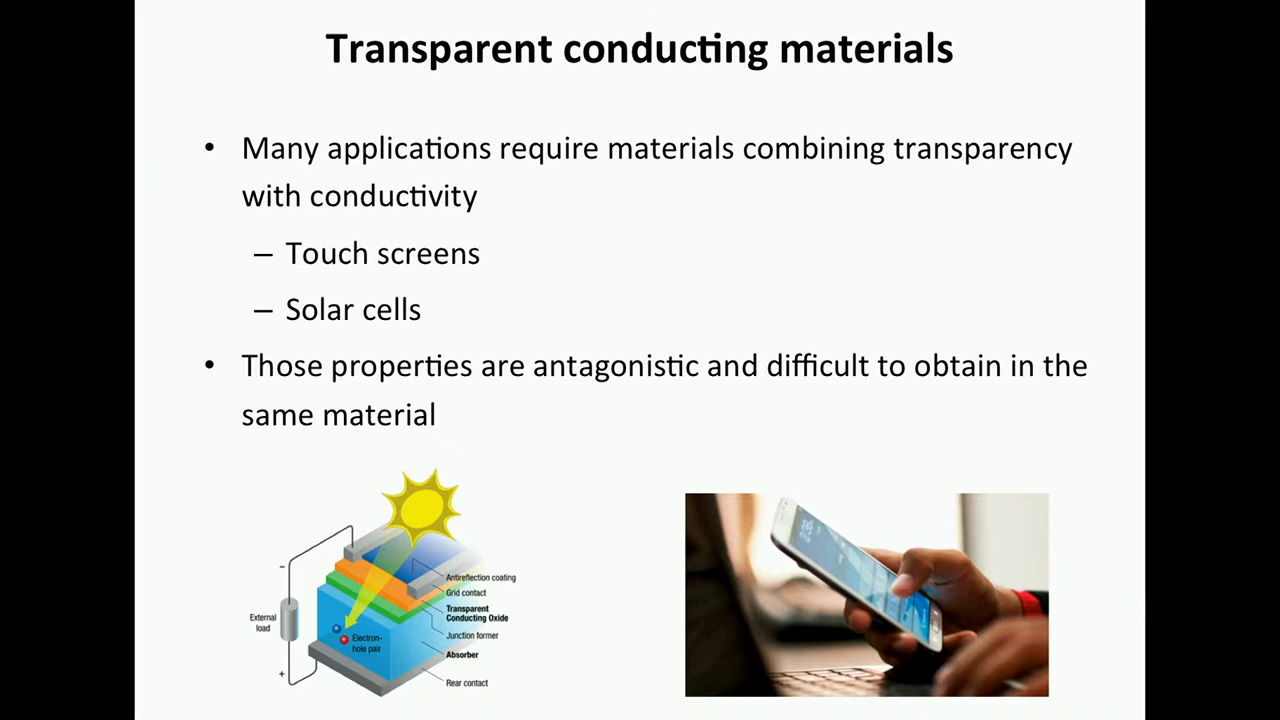 Transparent conducting materials
• Many applications require materials combining transparency
with conductivity
– Touch screens
– Solar cells
• Those properties are antagonistic and difficult to obtain in the
same material
Antireflection coating
Grid contact
Transparent
Conducting Oxide
Junction former
Absorber
Rear contact
–
External
load
+
Electron-
hole pair